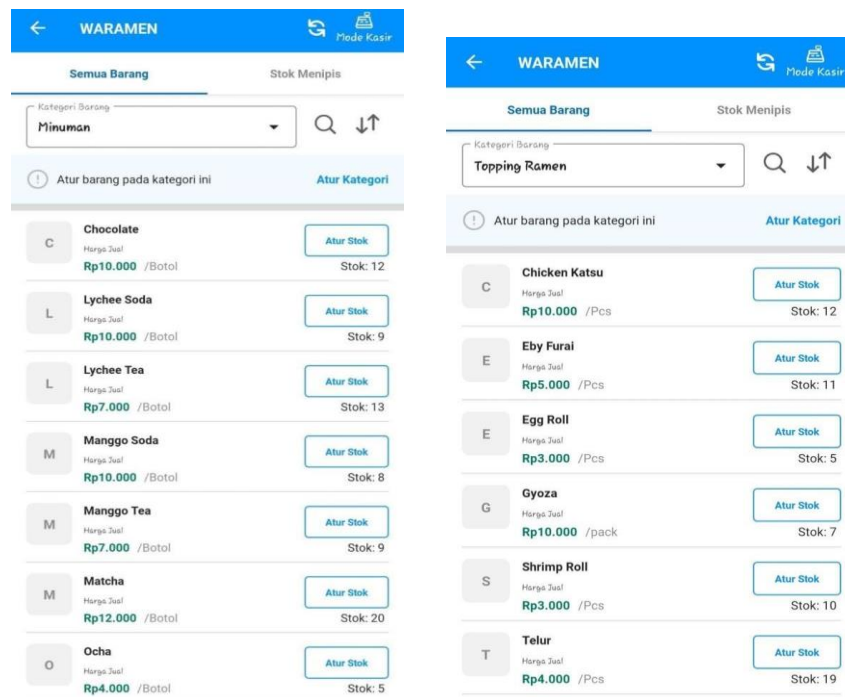 WARAMEN
Mode Kasir
Semua Barang Stok Menipis
Kategori Barang
Minuman
Atur barang pada kategori ini Atur Kategori
C
Chocolate
Harga Jual
Rp10.000 /Botol
Atur Stok
Stok: 12
L
Lychee Soda
Harga Jual
Rp10.000 /Botol
Atur Stok
Stok: 9
L
Lychee Tea
Harga Jual
Rp7.000 /Botol
Atur Stok
Stok: 13
M
Manggo Soda
Harga Jual
Rp10.000 /Botol
Atur Stok
Stok: 8
M
Manggo Tea
Harga Jual
Rp7.000 /Botol
Atur Stok
Stok: 9
M
Matcha
Harga Jual
Rp12.000 /Botol
Atur Stok
Stok: 20
O
Ocha
Harga Jual
Rp4.000 /Botol
Atur Stok
Stok: 5
WARAMEN
Mode Kasir
Semua Barang Stok Menipis
Kategori Barang
Topping Ramen
Atur barang pada kategori ini Atur Kategori
C
Chicken Katsu
Harga Jual
Rp10.000 /Pcs
Atur Stok
Stok: 12
E
Eby Furai
Harga Jual
Rp5.000 /Pcs
Atur Stok
Stok: 11
E
Egg Roll
Harga Jual
Rp3.000 /Pcs
Atur Stok
Stok: 5
G
Gyoza
Harga Jual
Rp10.000 /pack
Atur Stok
Stok: 7
S
Shrimp Roll
Harga Jual
Rp3.000 /Pcs
Atur Stok
Stok: 10
T
Telur
Harga Jual
Rp4.000 /Pcs
Atur Stok
Stok: 19